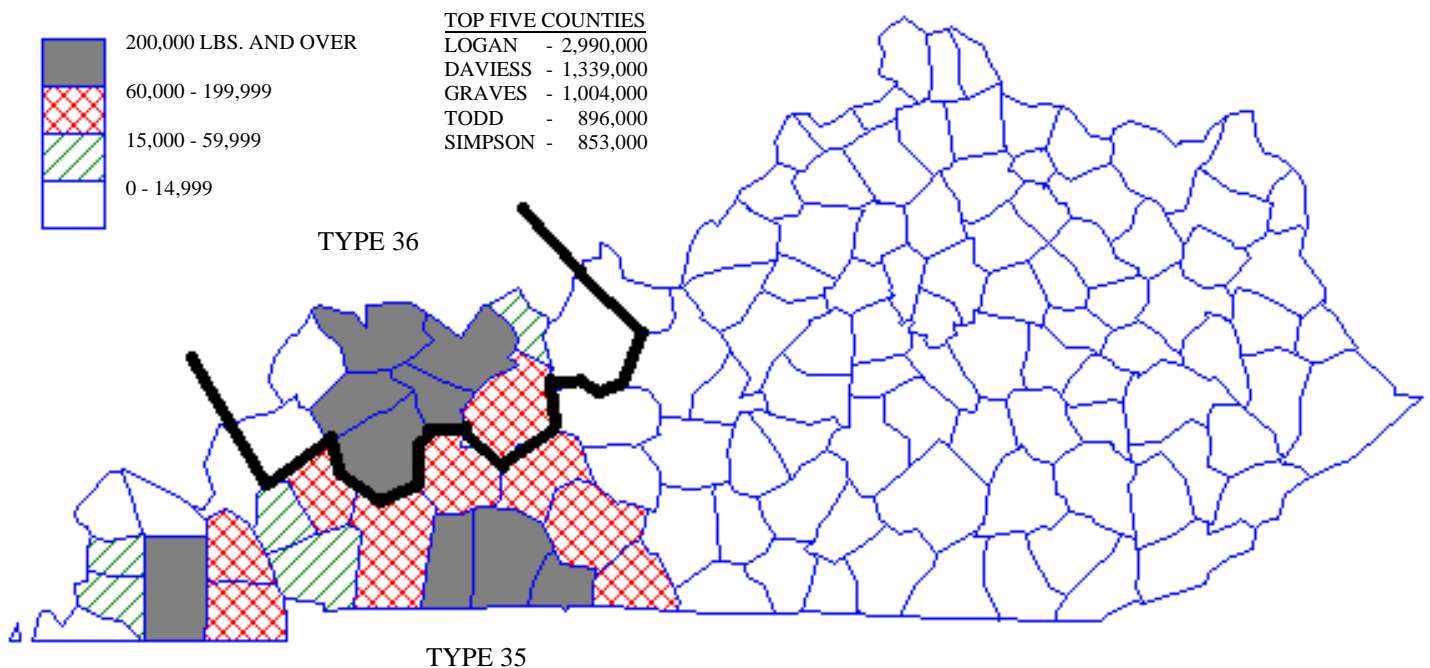 200,000 LBS. AND OVER
60,000 - 199,999
15,000 - 59,999
0 - 14,999
TOP FIVE COUNTIES
LOGAN - 2,990,000
DAVIESS - 1,339,000
GRAVES - 1,004,000
TODD - 896,000
SIMPSON - 853,000
TYPE 36
TYPE 35